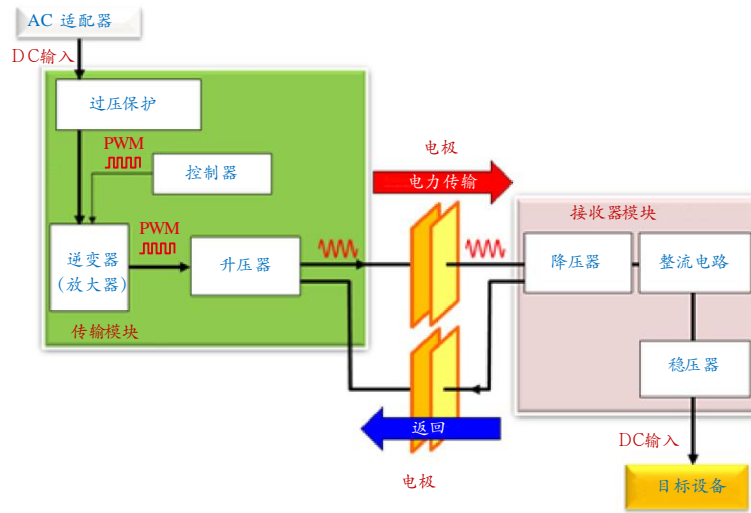 AC 适配器
DC输入
过压保护
PWM
控制器
电极
电力传输
PWM
逆变器
(放大器)
升压器
传输模块
接收器模块
降压器
整流电路
稳压器
返回
电极
DC输入
目标设备